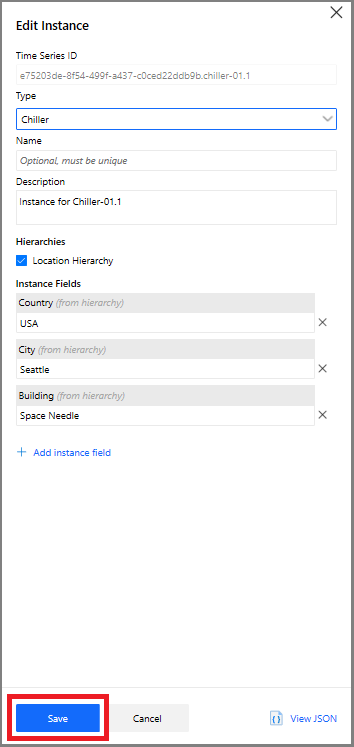 Edit Instance
Time Series ID
e75203de-8f54-499f-a437-c0ced22ddb9b.chiller-01.1
Type
Chiller
Name
Optional, must be unique
Description
Instance for Chiller-01.1
Hierarchies
Location Hierarchy
Instance Fields
Country (from hierarchy)
USA
City (from hierarchy)
Seattle
Building (from hierarchy)
Space Needle
Add instance field
Save Cancel View JSON